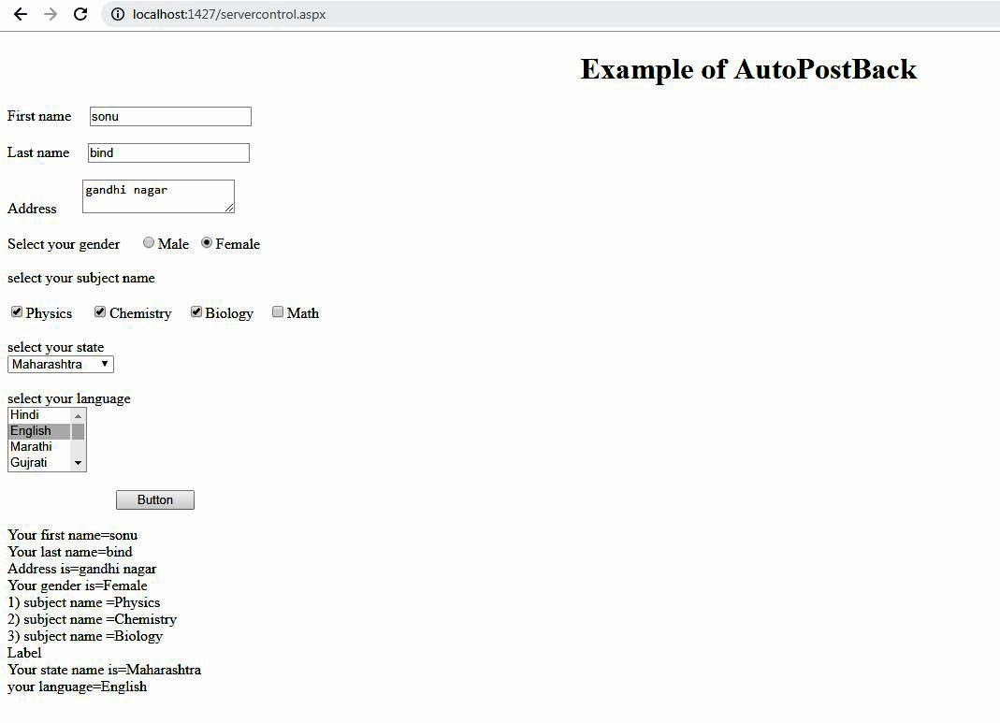 localhost:1427/servercontrol.aspx
Example of AutoPostBack
First name sonu
Last name bind
Address gandhi nagar
Select your gender Male Female
select your subject name
Physics Chemistry Biology Math
select your state
Maharashtra
select your language
Hindi
English
Marathi
Gujrati
Button
Your first name=sonu
Your last name=bind
Address is=gandhi nagar
Your gender is=Female
1) subject name =Physics
2) subject name =Chemistry
3) subject name =Biology
Label
Your state name is=Maharashtra
your language=English